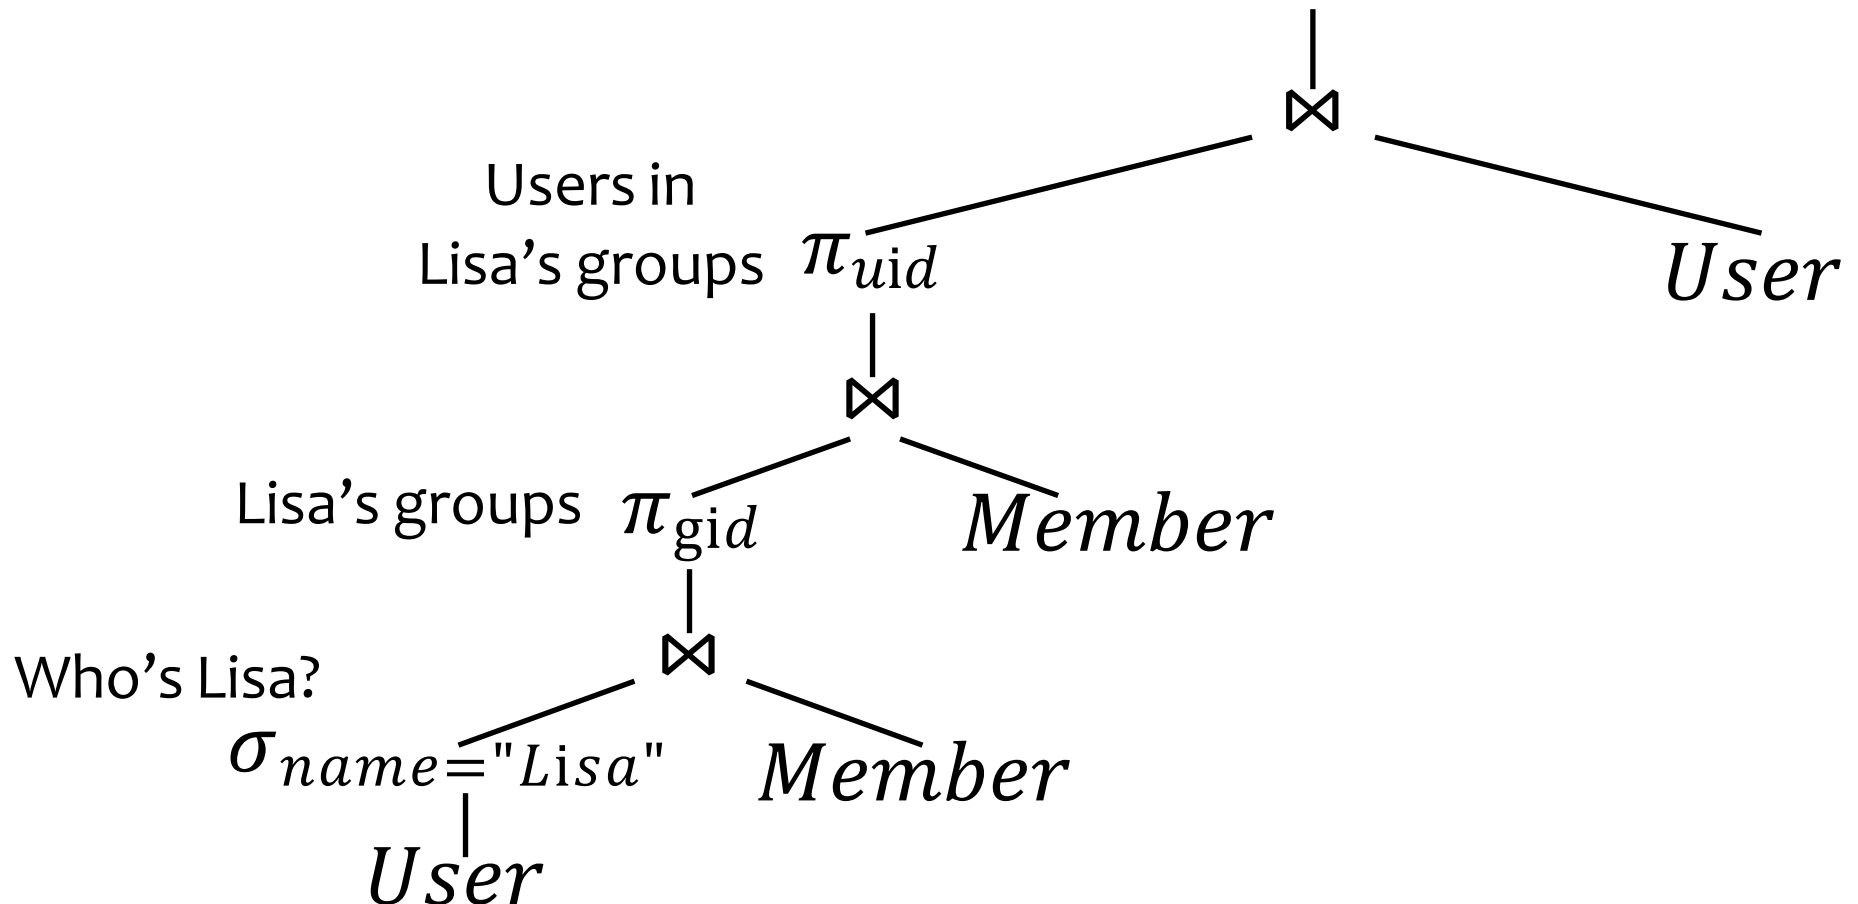 ⋈
Users in
Lisa’s groups π_uid
User
⋈
Lisa’s groups π_gid
Member
⋈
Who’s Lisa?
σ_name="Lisa"
Member
User